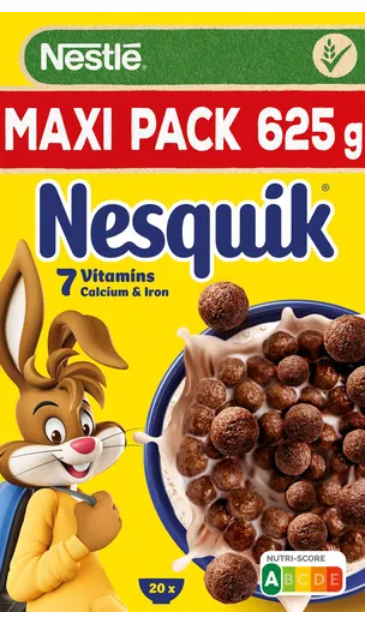 Nestlé®
MAXI PACK 625 g
Nesquik®
7 Vitamins
Calcium & Iron
20 x
NUTRI-SCORE
A B C D E